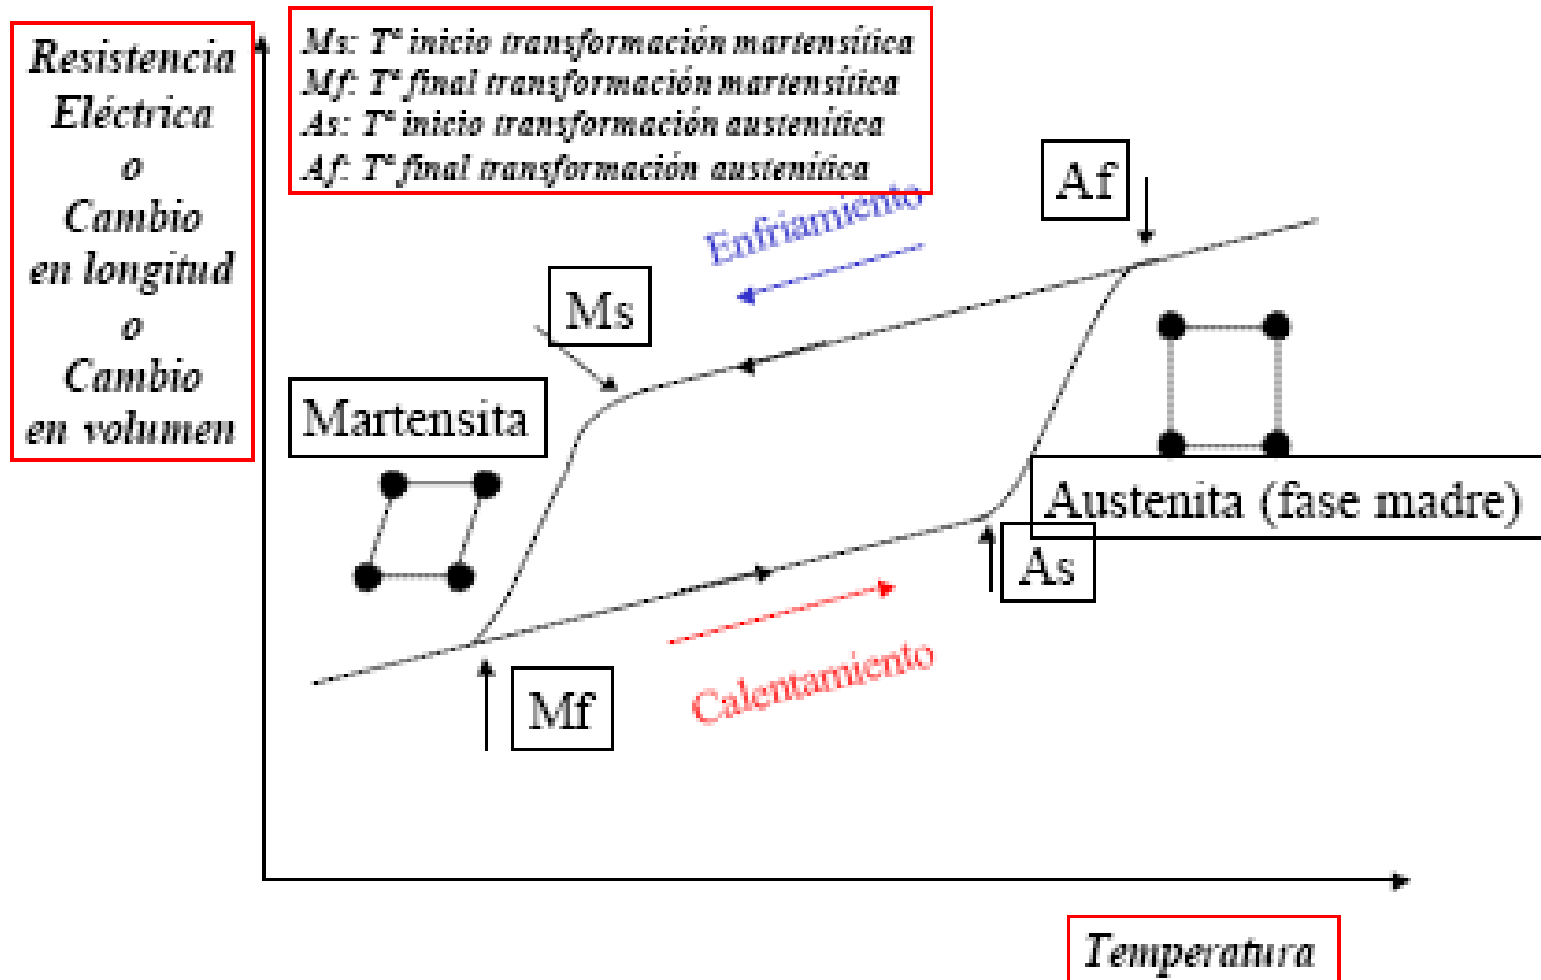 Resistencia
Eléctrica
o
Cambio
en longitud
o
Cambio
en volumen
Ms: Tª inicio transformación martensítica
Mf: Tª final transformación martensítica
As: Tª inicio transformación austenítica
Af: Tª final transformación austenítica
Af
Enfriamiento
Ms
Martensita
Austenita (fase madre)
As
Mf
Calentamiento
Temperatura